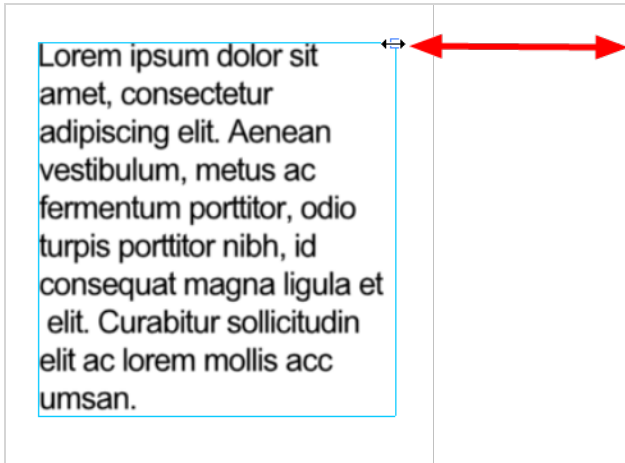 Lorem ipsum dolor sit
amet, consectetur
adipiscing elit. Aenean
vestibulum, metus ac
fermentum porttitor, odio
turpis porttitor nibh, id
consequat magna ligula et
elit. Curabitur sollicitudin
elit ac lorem mollis acc
umsan.